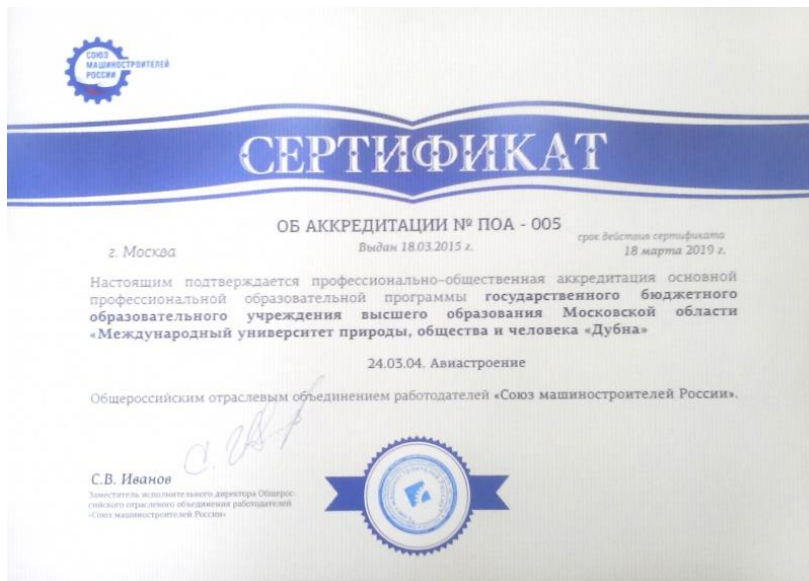 СОЮЗ
МАШИНОСТРОИТЕЛЕЙ
РОССИИ
СЕРТИФИКАТ
ОБ АККРЕДИТАЦИИ № ПОА - 005
г. Москва
Выдан 18.03.2015 г.
срок действия сертификата
18 марта 2019 г.
Настоящим подтверждается профессионально-общественная аккредитация основной
профессиональной образовательной программы государственного бюджетного
образовательного учреждения высшего образования Московской области
«Международный университет природы, общества и человека «Дубна»
24.03.04. Авиастроение
Общероссийским отраслевым объединением работодателей «Союз машиностроителей России».
С.В. Иванов
Заместитель исполнительного директора Общерос-
сийского отраслевого объединения работодателей
«Союз машиностроителей России»